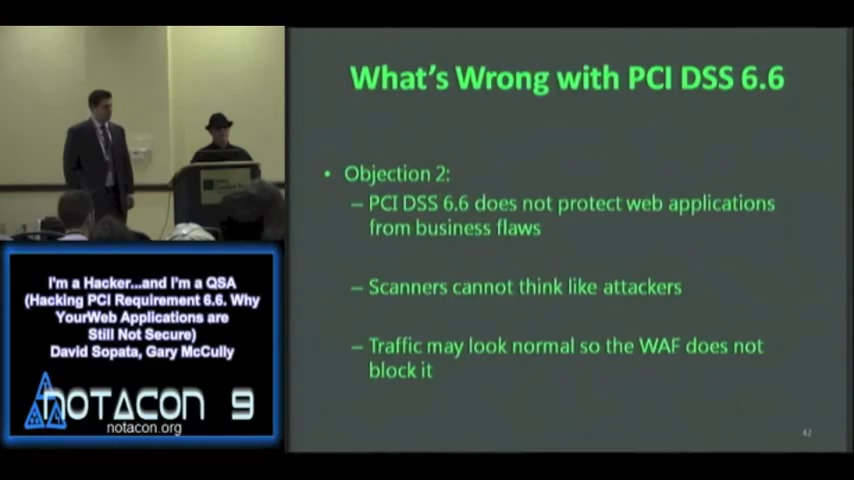 What's Wrong with PCI DSS 6.6
• Objection 2:
– PCI DSS 6.6 does not protect web applications
from business flaws
– Scanners cannot think like attackers
– Traffic may look normal so the WAF does not
block it
42
I'm a Hacker...and I'm a QSA
(Hacking PCI Requirement 6.6. Why
YourWeb Applications are
Still Not Secure)
David Sopata, Gary McCully
NOTACON 9
notacon.org